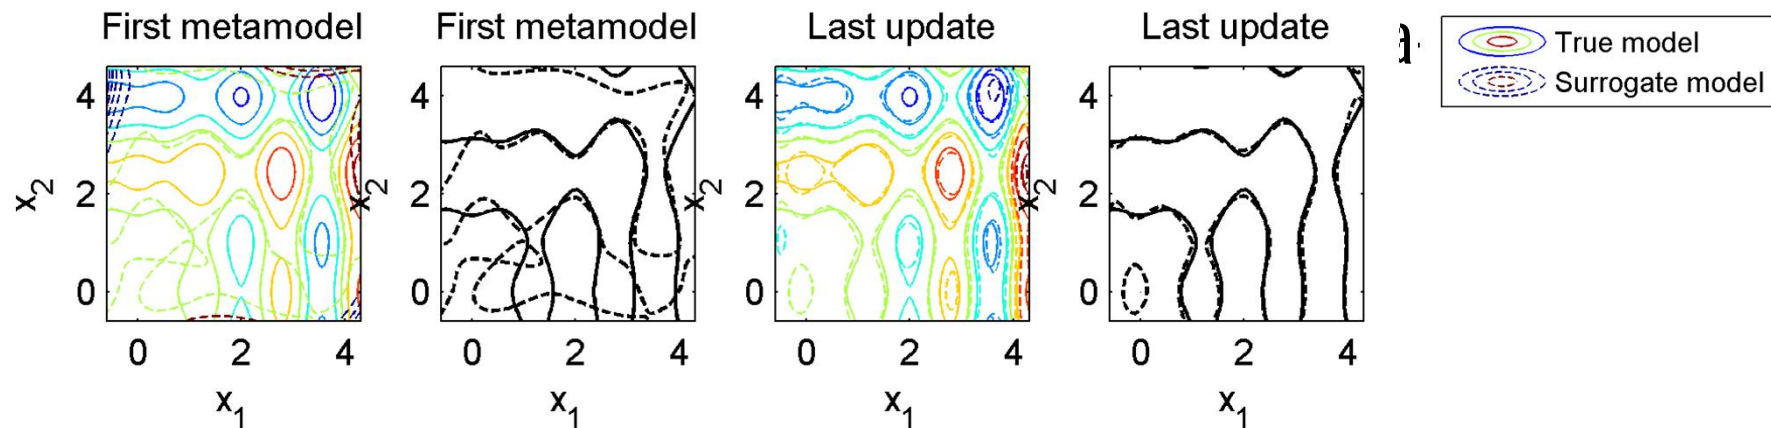 First metamodel First metamodel Last update Last update
True model
Surrogate model
4 4 4 4
x2 x2 x2 x2
2 2 2 2
0 0 0 0
0 2 4 0 2 4 0 2 4 0 2 4
x1 x1 x1 x1